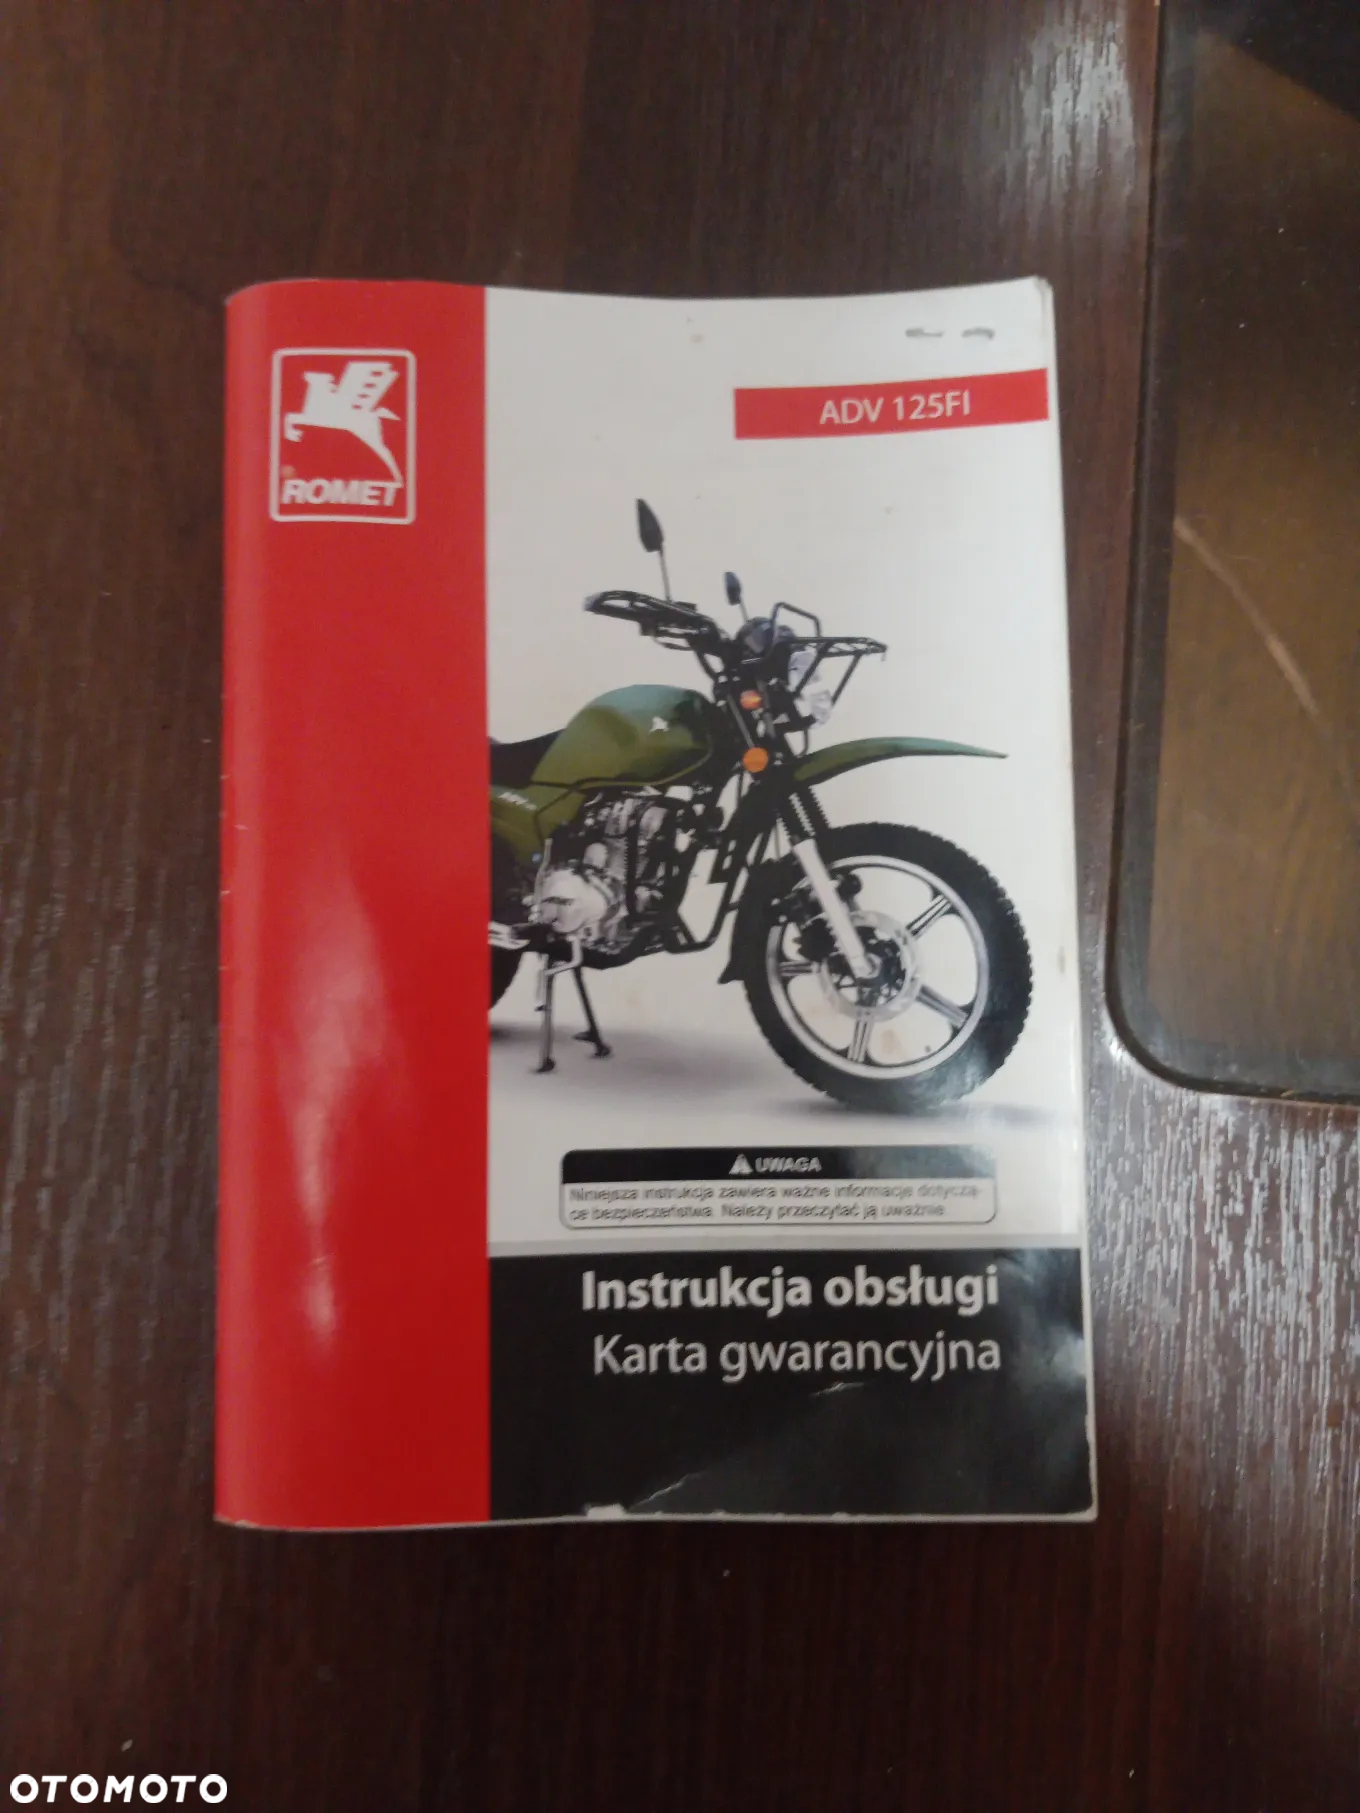 ROMET
ADV 125FI
UWAGA
Niniejsza instrukcja zawiera ważne informacje dotyczą-
ce bezpieczeństwa. Należy przeczytać ją uważnie.
Instrukcja obsługi
Karta gwarancyjna
OTOMOTO